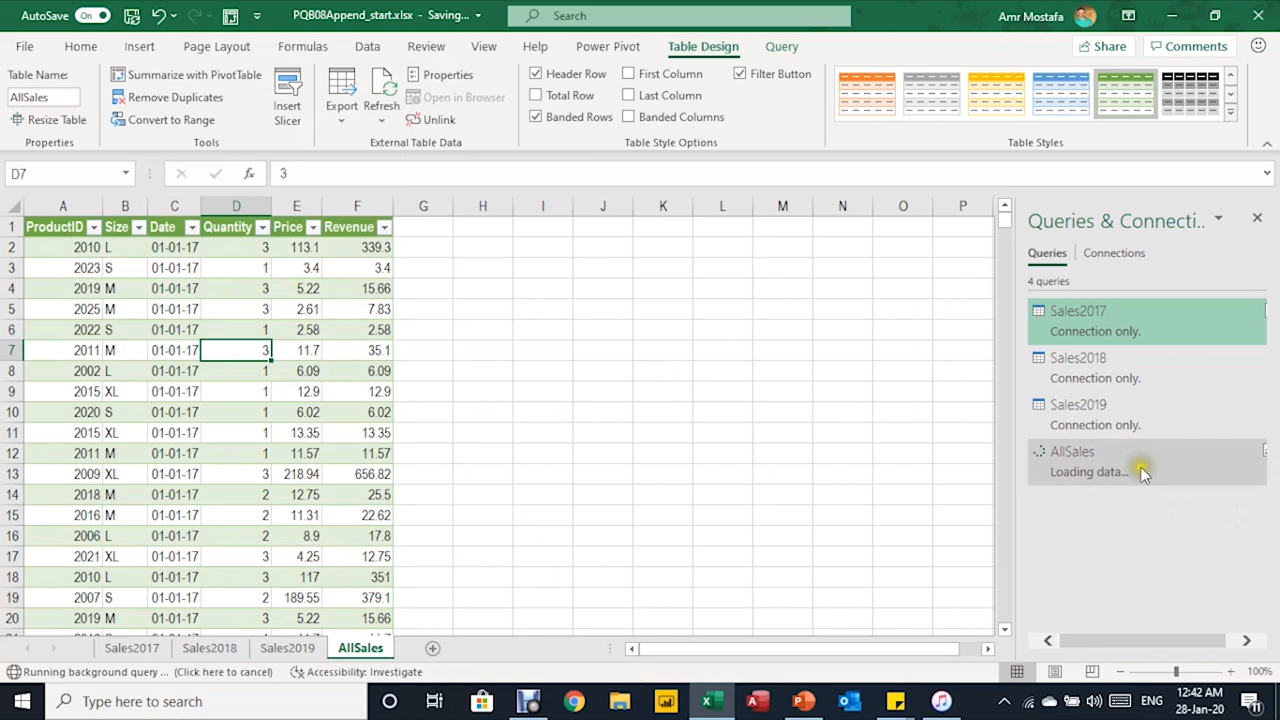 AutoSave On PQB08Append_start.xlsx - Saving... Search Amr Mostafa
File Home Insert Page Layout Formulas Data Review View Help Power Pivot Table Design Query Share Comments
Table Name: Summarize with PivotTable Properties Header Row First Column Filter Button
AllSales Remove Duplicates Insert Slicer Export Refresh Open in Browser Total Row Last Column
Resize Table Convert to Range Unlink Banded Rows Banded Columns
Properties Tools External Table Data Table Style Options Table Styles
D7 fx 3
A B C D E F G H I J K L M N O P
1 ProductID Size Date Quantity Price Revenue
2 2010 L 01-01-17 3 113.1 339.3
3 2023 S 01-01-17 1 3.4 3.4
4 2019 M 01-01-17 3 5.22 15.66
5 2025 M 01-01-17 3 2.61 7.83
6 2022 S 01-01-17 1 2.58 2.58
7 2011 M 01-01-17 3 11.7 35.1
8 2002 L 01-01-17 1 6.09 6.09
9 2015 XL 01-01-17 1 12.9 12.9
10 2020 S 01-01-17 1 6.02 6.02
11 2015 XL 01-01-17 1 13.35 13.35
12 2011 M 01-01-17 1 11.57 11.57
13 2009 XL 01-01-17 3 218.94 656.82
14 2018 M 01-01-17 2 12.75 25.5
15 2016 M 01-01-17 2 11.31 22.62
16 2006 L 01-01-17 2 8.9 17.8
17 2021 XL 01-01-17 3 4.25 12.75
18 2010 L 01-01-17 3 117 351
19 2007 S 01-01-17 2 189.55 379.1
20 2019 M 01-01-17 3 5.22 15.66
Queries & Connecti..
Queries Connections
4 queries
Sales2017
Connection only.
Sales2018
Connection only.
Sales2019
Connection only.
AllSales
Loading data...
Sales2017 Sales2018 Sales2019 AllSales
Running background query ... (Click here to cancel) Accessibility: Investigate 100%
Type here to search ENG 12:42 AM
28-Jan-20 11